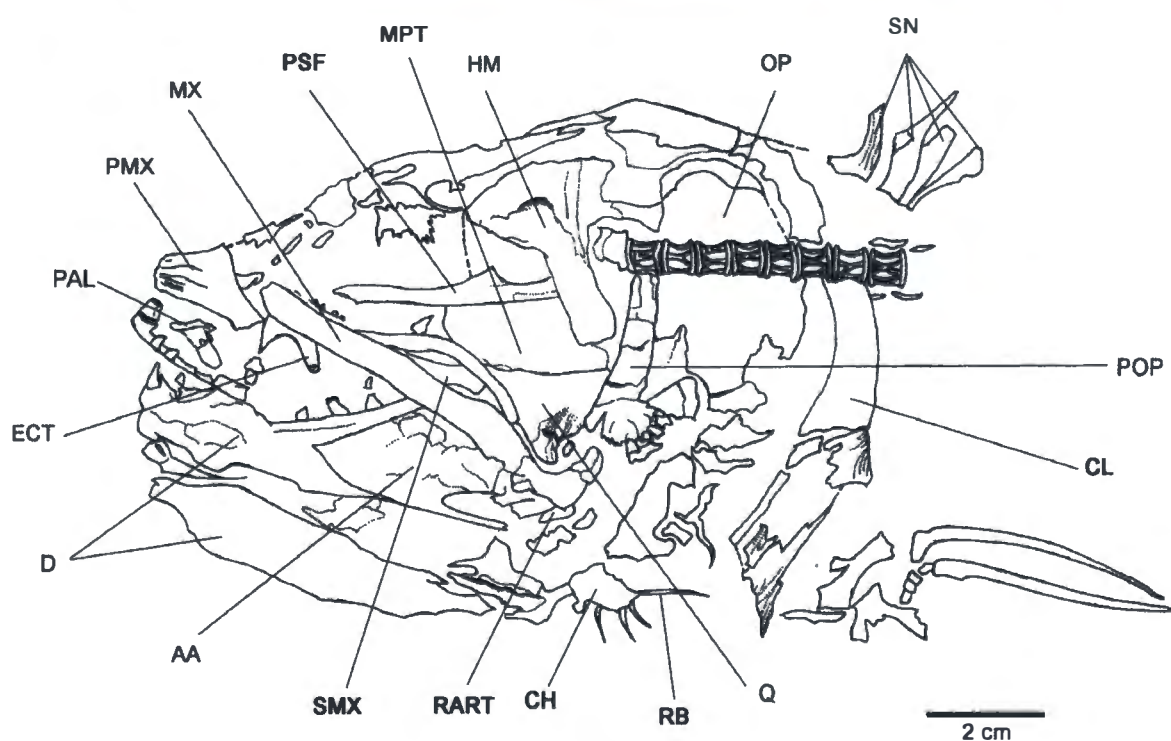 SN
MPT
PSF HM OP
MX
PMX
PAL
POP
ECT
CL
D
AA
SMX RART CH RB Q
2 cm